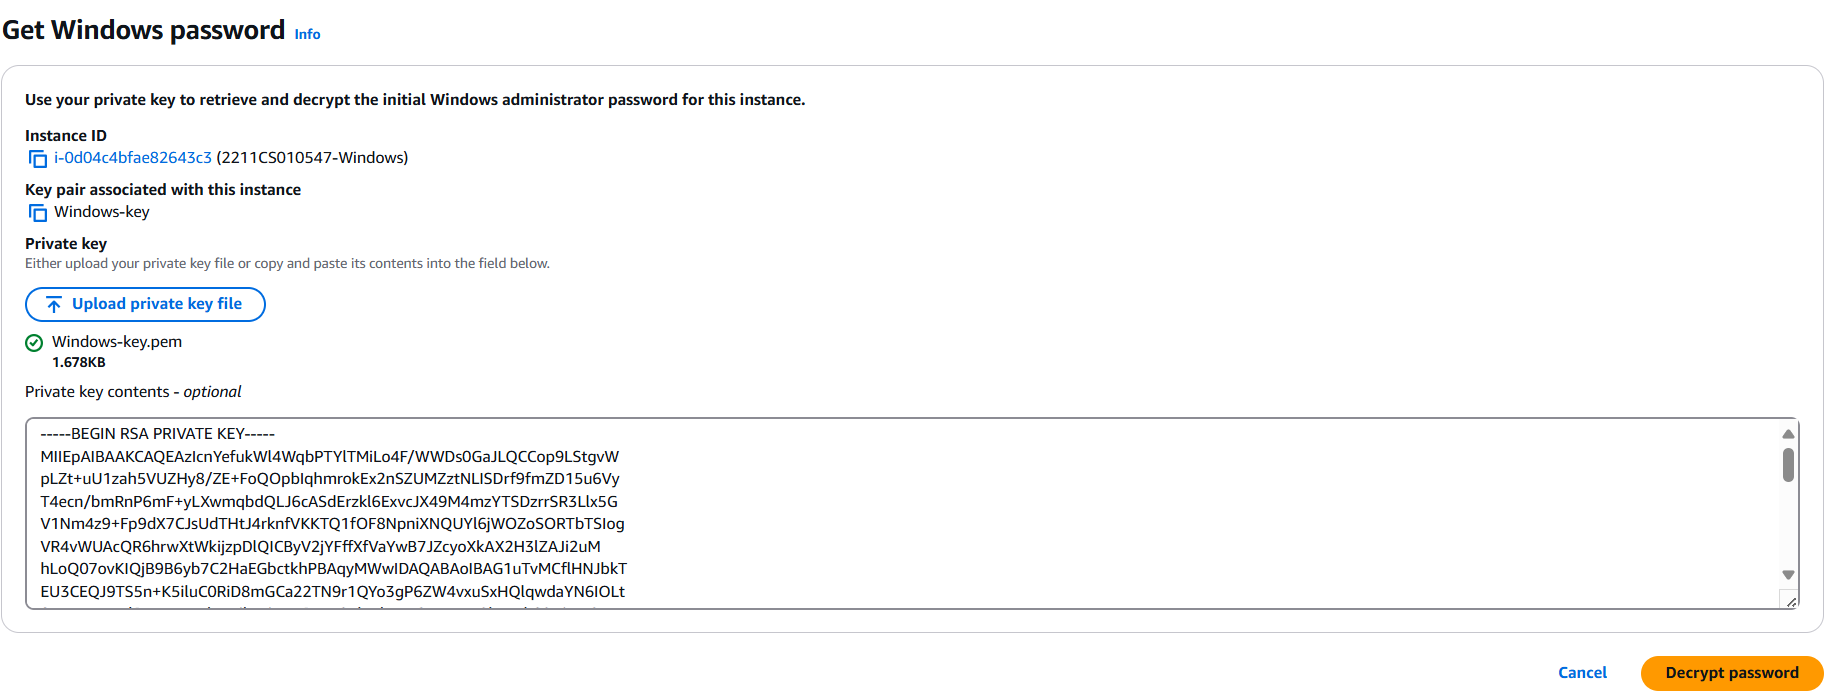 Get Windows password Info
Use your private key to retrieve and decrypt the initial Windows administrator password for this instance.
Instance ID
i-0d04c4bfae82643c3 (2211CS010547-Windows)
Key pair associated with this instance
Windows-key
Private key
Either upload your private key file or copy and paste its contents into the field below.
Upload private key file
Windows-key.pem
1.678KB
Private key contents - optional
-----BEGIN RSA PRIVATE KEY-----
MIIEpAIBAAKCAQEAzIcnYefukWl4WqbPTYlTMiLo4F/WWDs0GaJLQCCop9LStgvW
pLZt+uU1zah5VUZHy8/ZE+FoQOpbIqhmrokEx2nSZUMZztNLISDrf9fmZD15u6Vy
T4ecn/bmRnP6mF+yLXwmqbdQLJ6cASdErzkl6ExvcJX49M4mzYTSDzrrSR3Llx5G
V1Nm4z9+Fp9dX7CJsUdTHtJ4rknfVKKTQ1fOF8NpniXNQUYl6jWOZoSORTbTSIog
VR4vWUAcQR6hrwXtWkijzpDlQICByV2jYFffXfVaYwB7JZcyoXkAX2H3lZAJi2uM
hLoQ07ovKIQjB9B6yb7C2HaEGbctkhPBAqyMWwIDAQABAoIBAG1uTvMCflHNJbkT
EU3CEQJ9TS5n+K5iluC0RiD8mGCa22TN9r1QYo3gP6ZW4vxuSxHQlqwdaYN6IOLt
Cancel
Decrypt password